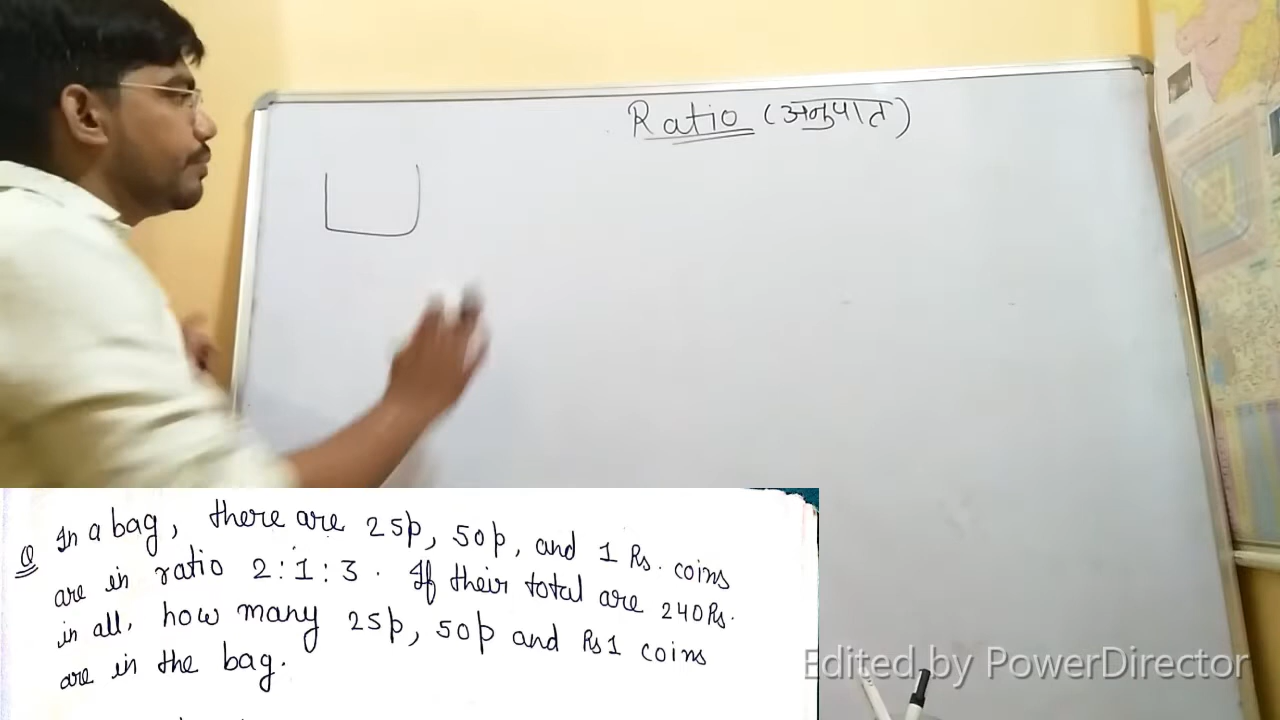 Ratio (अनुपात)
Q In a bag, there are 25p, 50p, and 1 Rs. coins
are in ratio 2:1:3. If their total are 240Rs.
in all, how many 25p, 50p and Rs1 coins
are in the bag.
Edited by PowerDirector